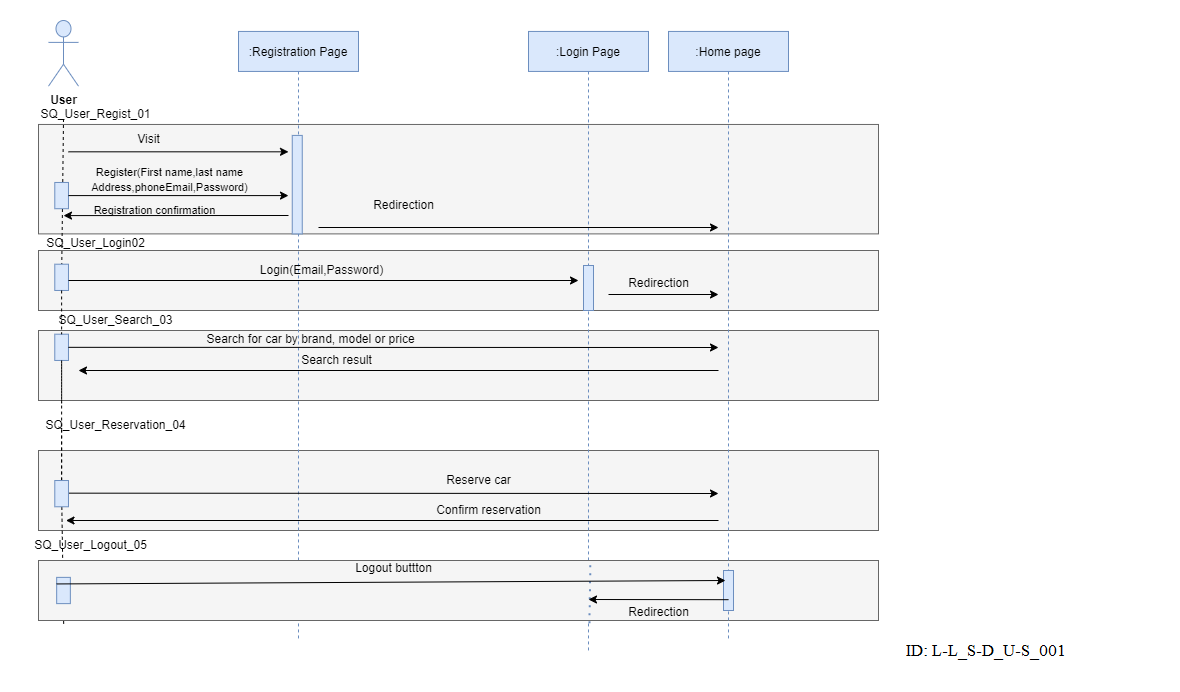 :Registration Page
:Login Page
:Home page
User
SQ_User_Regist_01
Visit
Register(First name,last name
Address,phoneEmail,Password)
Registration confirmation
Redirection
SQ_User_Login02
Login(Email,Password)
Redirection
SQ_User_Search_03
Search for car by brand, model or price
Search result
SQ_User_Reservation_04
Reserve car
Confirm reservation
SQ_User_Logout_05
Logout buttton
Redirection
ID: L-L_S-D_U-S_001